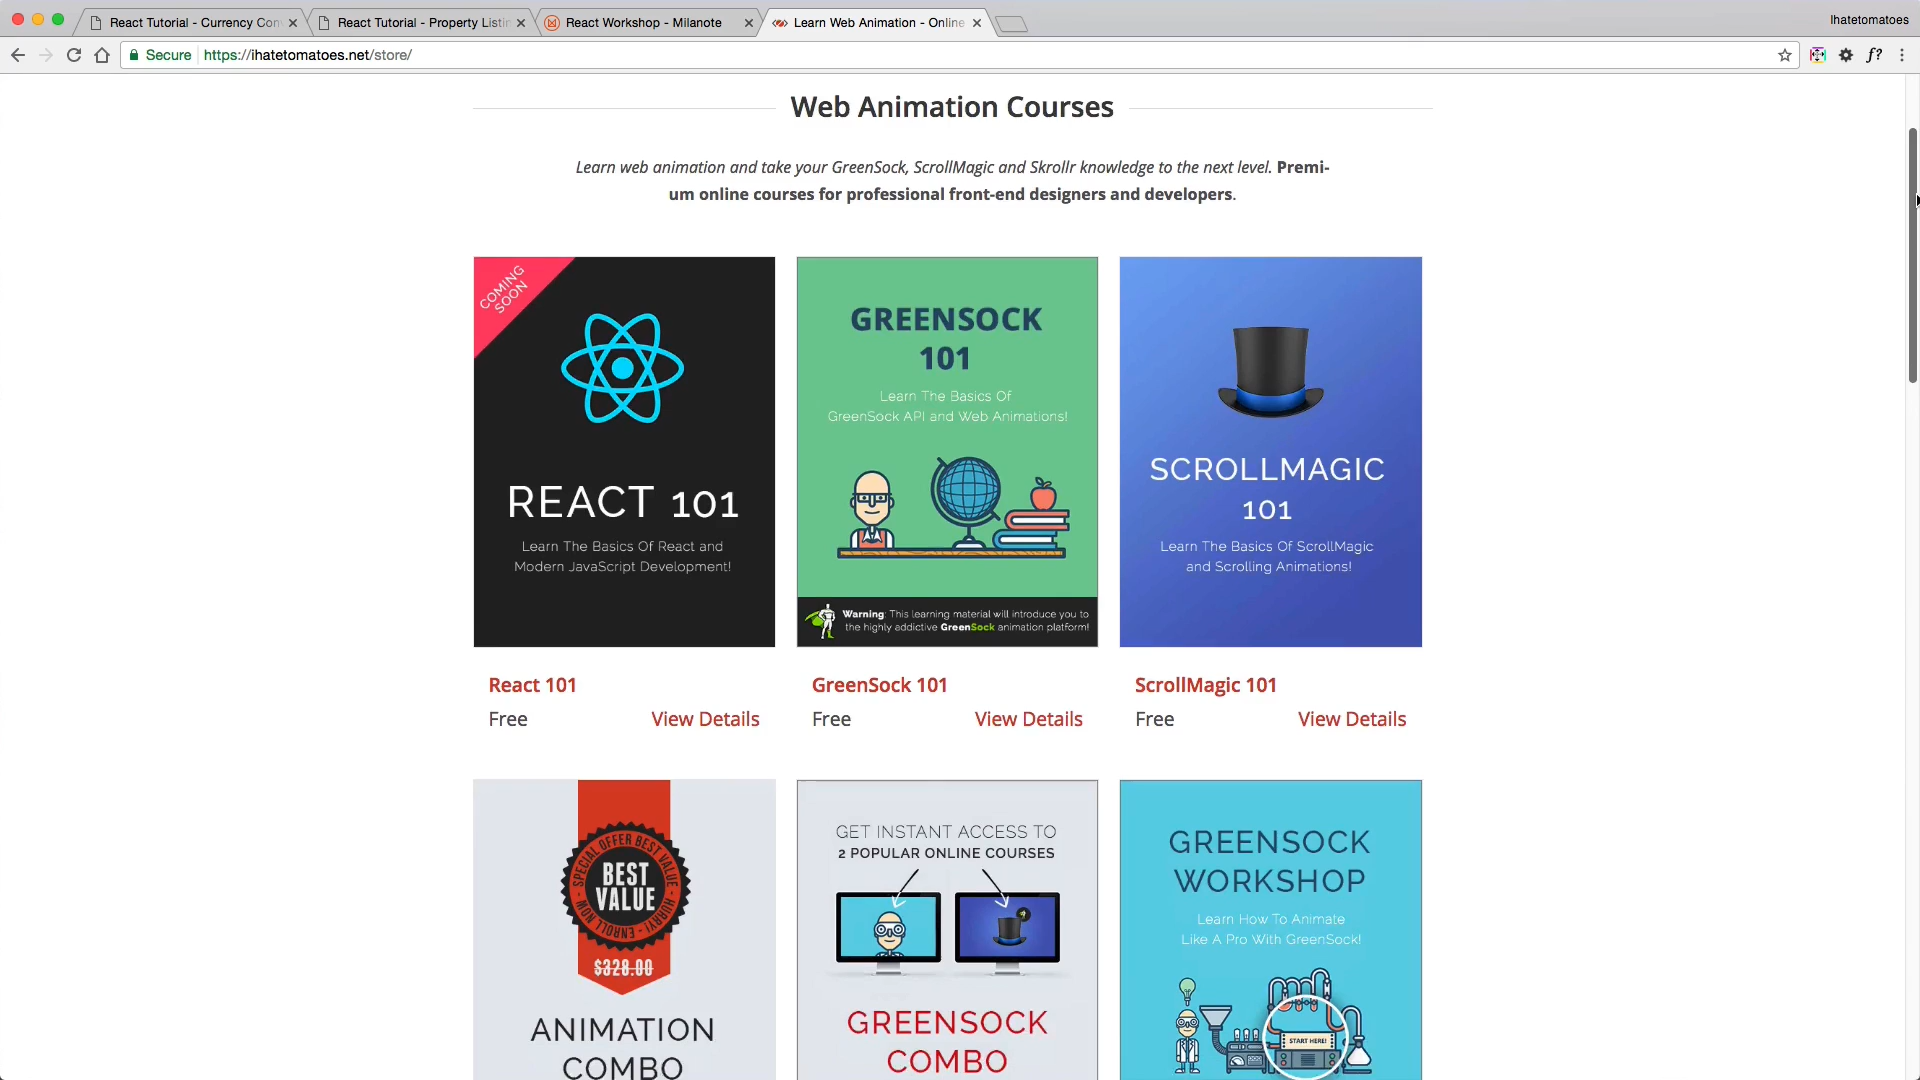 React Tutorial - Currency Con
React Tutorial - Property Listin
React Workshop - Milanote
Learn Web Animation - Online
Ihatetomatoes
Secure
https://ihatetomatoes.net/store/
f?
Web Animation Courses
Learn web animation and take your GreenSock, ScrollMagic and Skrollr knowledge to the next level. Premi-
um online courses for professional front-end designers and developers.
COMING
SOON
REACT 101
Learn The Basics Of React and
Modern JavaScript Development!
GREENSOCK
101
Learn The Basics Of
GreenSock API and Web Animations!
Warning: This learning material will introduce you to
the highly addictive GreenSock animation platform!
SCROLLMAGIC
101
Learn The Basics Of ScrollMagic
and Scrolling Animations!
React 101
Free
View Details
GreenSock 101
Free
View Details
ScrollMagic 101
Free
View Details
SPECIAL OFFER BEST VALUE
BEST
VALUE
HURRY! ENROLL NOW
$328.00
ANIMATION
COMBO
GET INSTANT ACCESS TO
2 POPULAR ONLINE COURSES
GREENSOCK
COMBO
GREENSOCK
WORKSHOP
Learn How To Animate
Like A Pro With GreenSock!
START HERE!